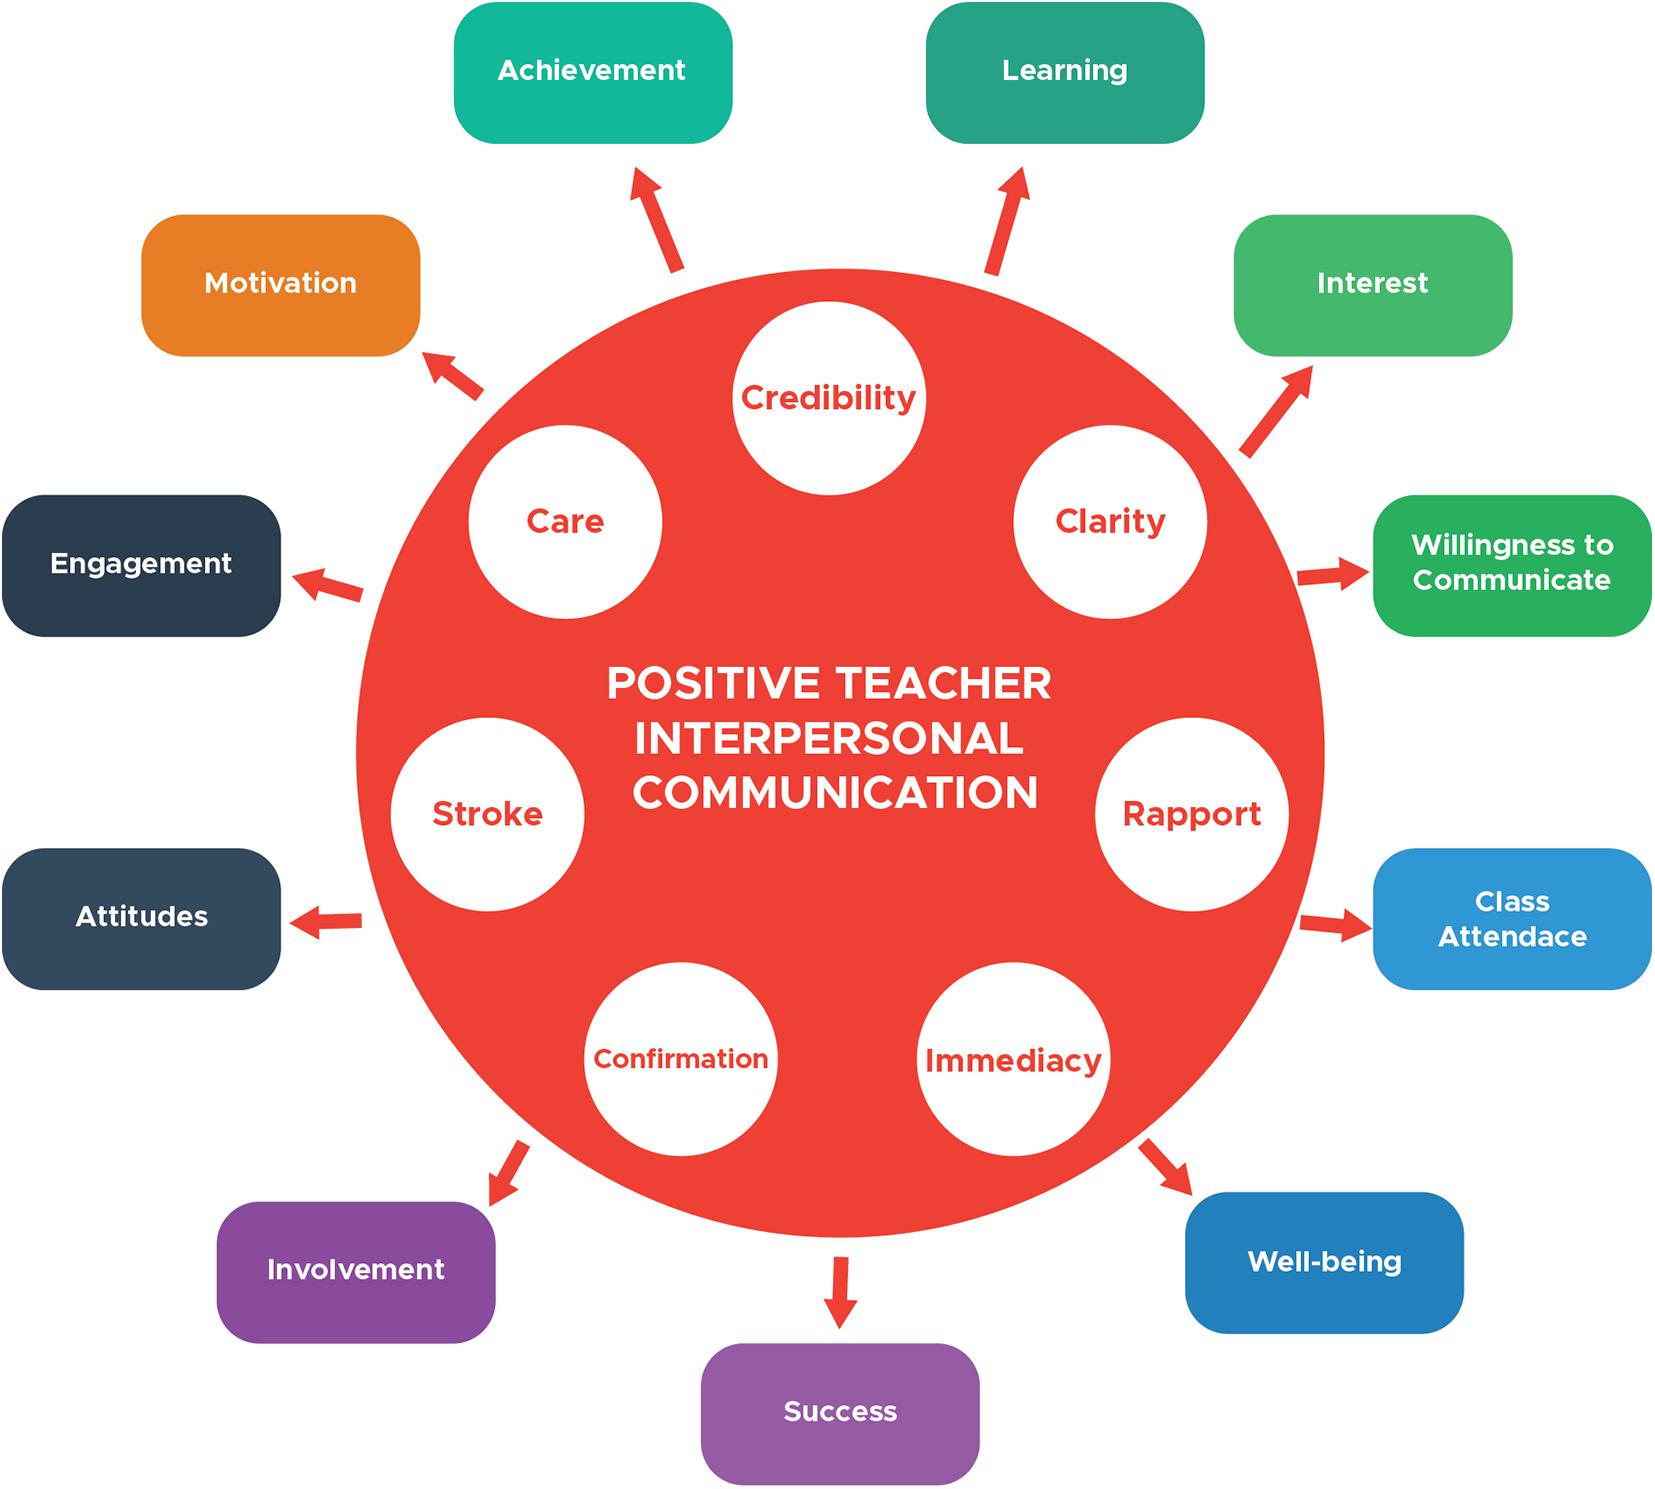 Achievement
Learning
Motivation
Interest
Credibility
Care
Clarity
Engagement
Willingness to
Communicate
POSITIVE TEACHER
INTERPERSONAL
COMMUNICATION
Stroke
Rapport
Attitudes
Class
Attendace
Confirmation
Immediacy
Involvement
Well-being
Success